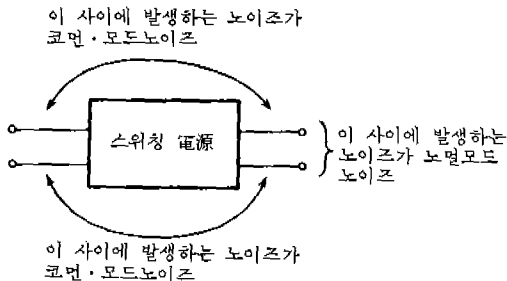 이 사이에 발생하는 노이즈가
코먼·모드노이즈
스위칭 電源
이 사이에 발생하는
노이즈가 노멀모드
노이즈
이 사이에 발생하는 노이즈가
코먼·모드노이즈